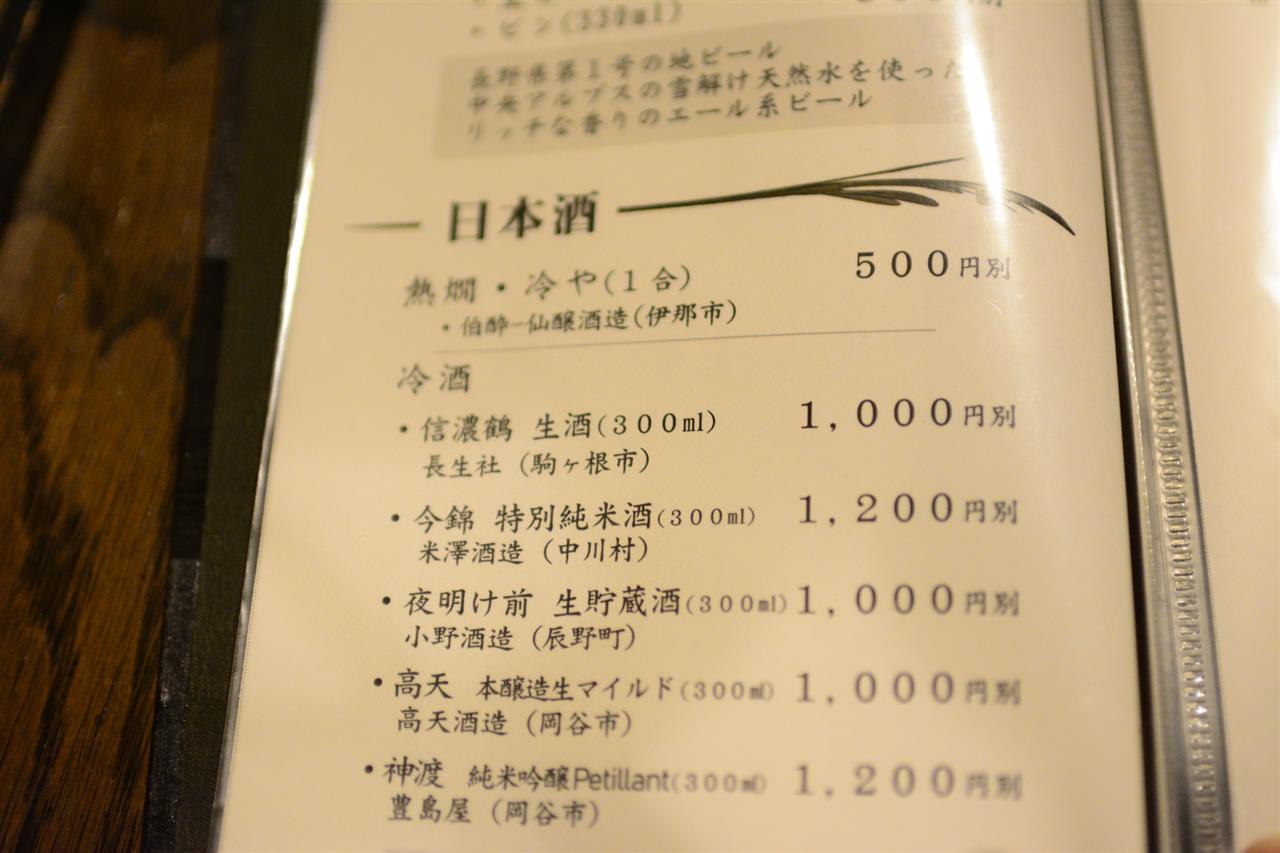 ・ビン(330ml)
長野県第1号の地ビール
中央アルプスの雪解け天然水を使った
リッチな香りのエール系ビール
日本酒
熱燗・冷や(1合) 500円別
・伯酔－仙醸酒造(伊那市)
冷酒
・信濃鶴 生酒(300ml) 1,000円別
長生社 (駒ヶ根市)
・今錦 特別純米酒(300ml) 1,200円別
米澤酒造 (中川村)
・夜明け前 生貯蔵酒(300ml) 1,000円別
小野酒造 (辰野町)
・高天 本醸造生マイルド(300ml) 1,000円別
高天酒造 (岡谷市)
・神渡 純米吟醸Petillant(300ml) 1,200円別
豊島屋 (岡谷市)